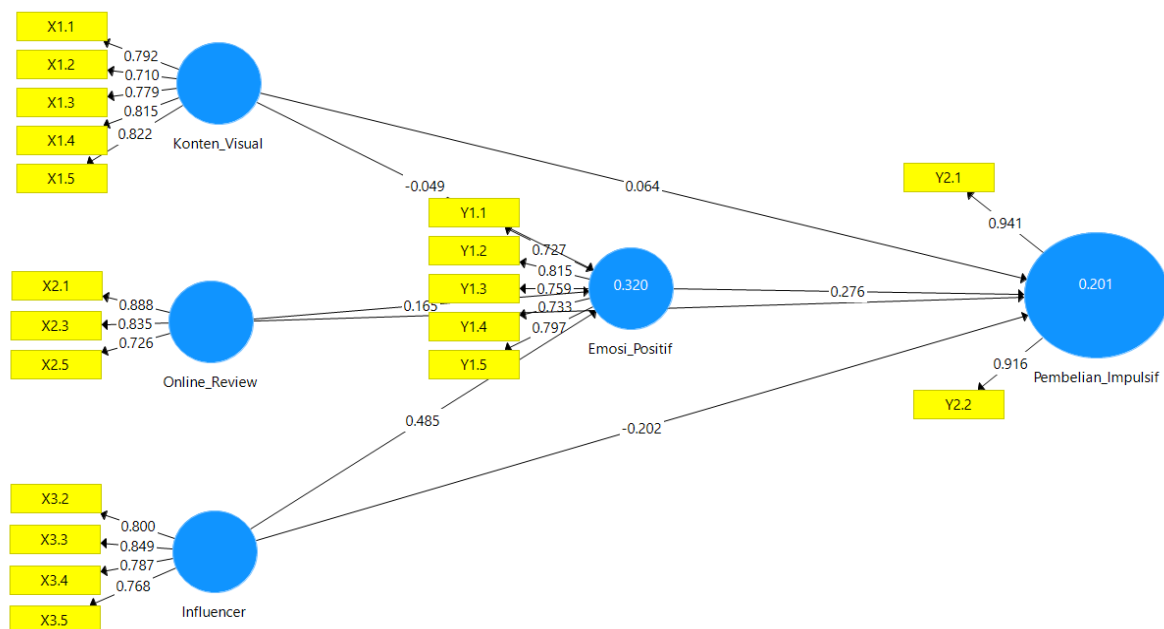 X1.1
X1.2
X1.3
X1.4
X1.5
0.792
0.710
0.779
0.815
0.822
Konten_Visual
-0.049
0.064
X2.1
X2.3
X2.5
0.888
0.835
0.726
Online_Review
0.165
Y1.1
Y1.2
Y1.3
Y1.4
Y1.5
0.727
0.815
0.759
0.733
0.797
0.320
Emosi_Positif
0.276
Y2.1
0.941
0.201
0.916
Pembelian_Impulsif
Y2.2
0.485
-0.202
X3.2
X3.3
X3.4
X3.5
0.800
0.849
0.787
0.768
Influencer